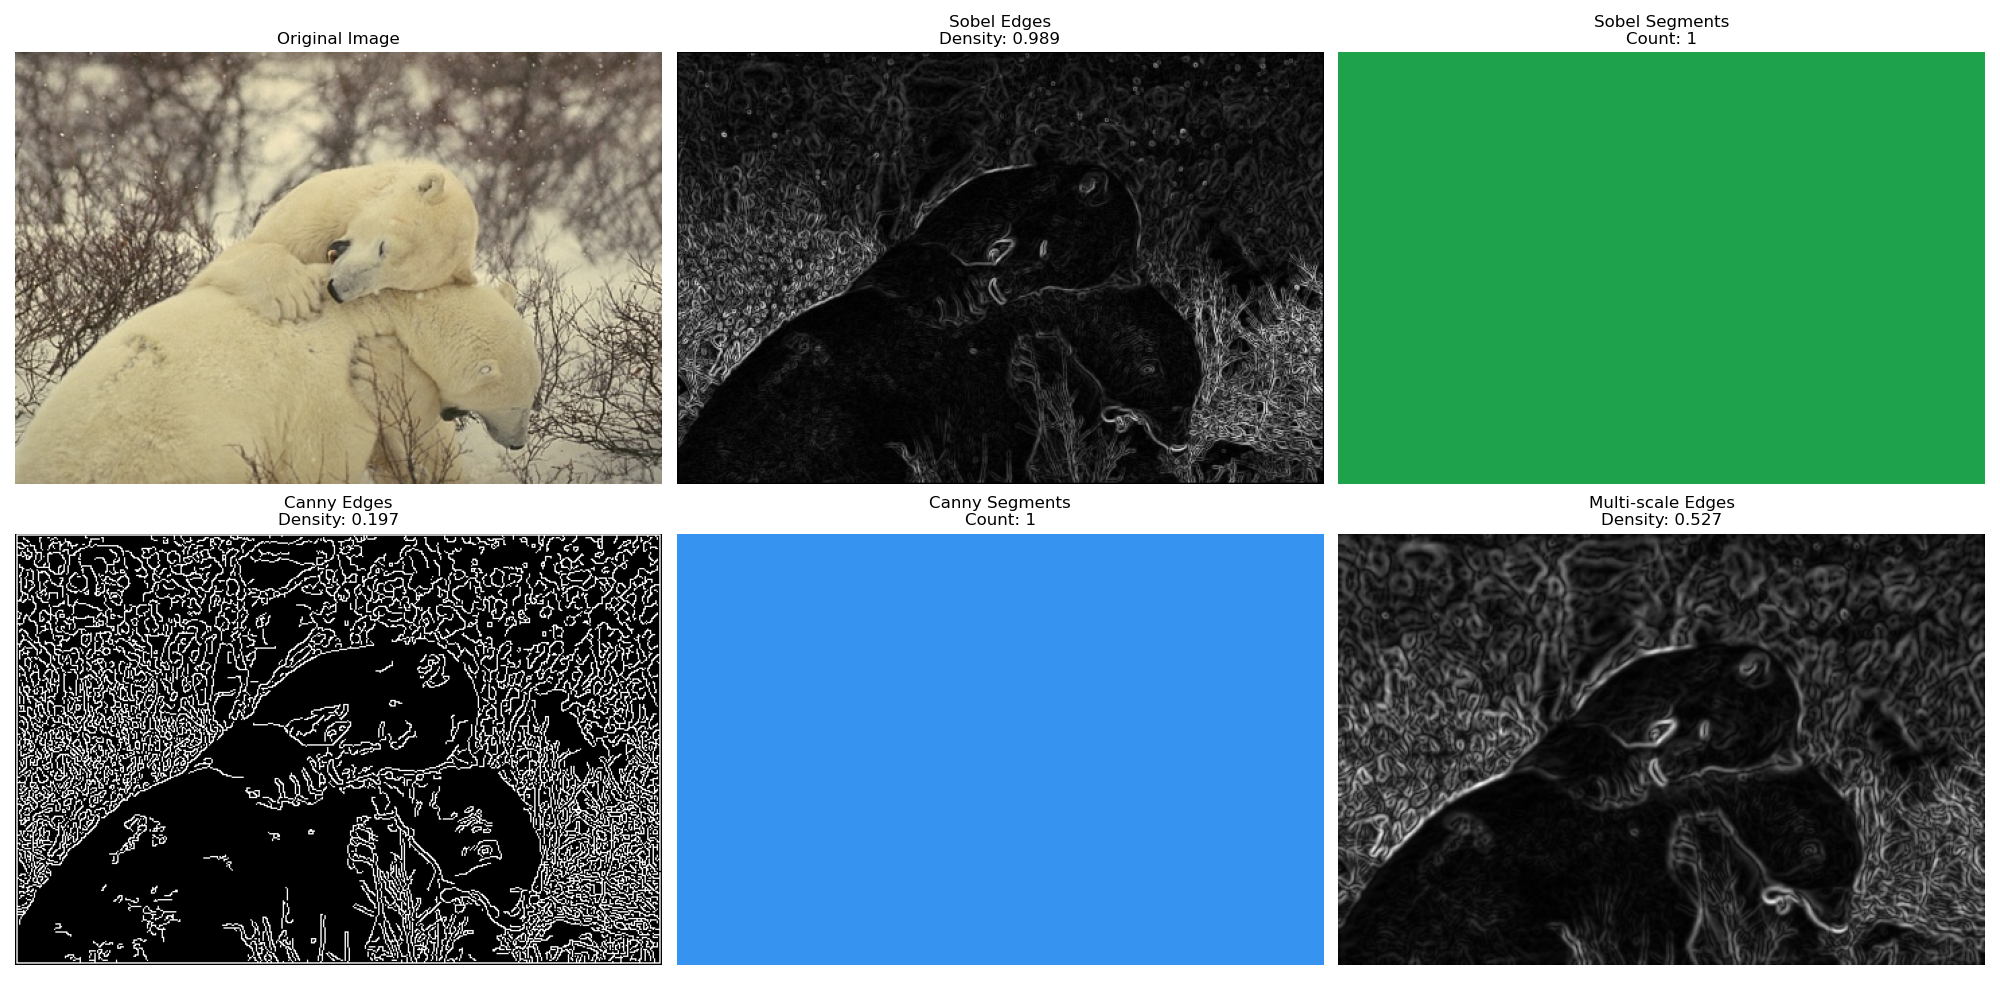 Original Image
Sobel Edges
Density: 0.989
Sobel Segments
Count: 1
Canny Edges
Density: 0.197
Canny Segments
Count: 1
Multi-scale Edges
Density: 0.527